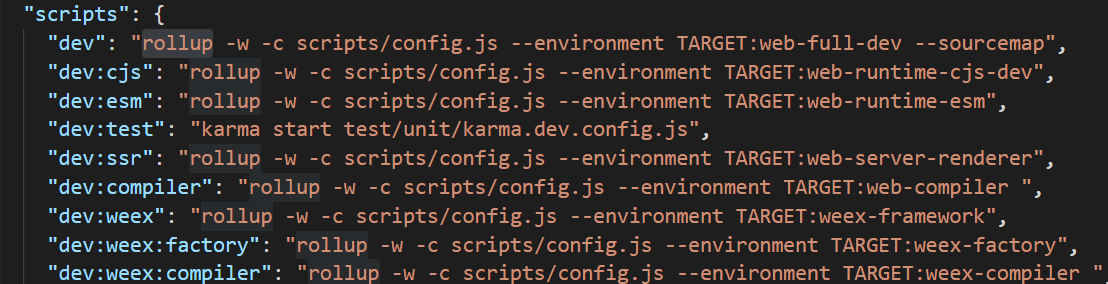 "scripts": {
"dev": "rollup -w -c scripts/config.js --environment TARGET:web-full-dev --sourcemap",
"dev:cjs": "rollup -w -c scripts/config.js --environment TARGET:web-runtime-cjs-dev",
"dev:esm": "rollup -w -c scripts/config.js --environment TARGET:web-runtime-esm",
"dev:test": "karma start test/unit/karma.dev.config.js",
"dev:ssr": "rollup -w -c scripts/config.js --environment TARGET:web-server-renderer",
"dev:compiler": "rollup -w -c scripts/config.js --environment TARGET:web-compiler ",
"dev:weex": "rollup -w -c scripts/config.js --environment TARGET:weex-framework",
"dev:weex:factory": "rollup -w -c scripts/config.js --environment TARGET:weex-factory",
"dev:weex:compiler": "rollup -w -c scripts/config.js --environment TARGET:weex-compiler "